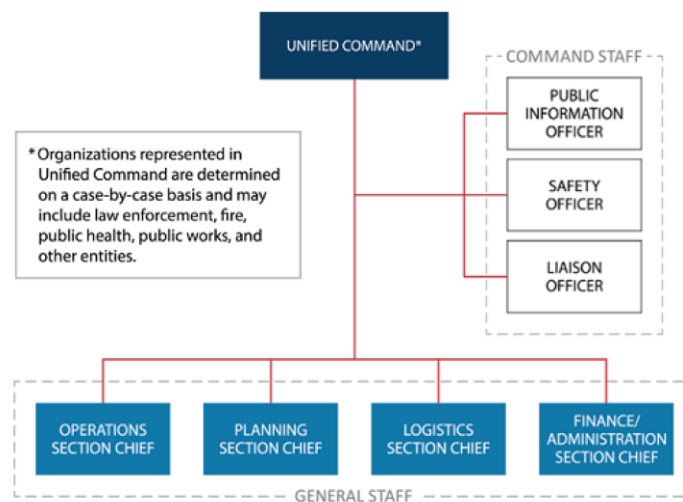 UNIFIED COMMAND*
COMMAND STAFF
PUBLIC
INFORMATION
OFFICER
SAFETY
OFFICER
LIAISON
OFFICER
* Organizations represented in
Unified Command are determined
on a case-by-case basis and may
include law enforcement, fire,
public health, public works, and
other entities.
OPERATIONS
SECTION CHIEF
PLANNING
SECTION CHIEF
LOGISTICS
SECTION CHIEF
FINANCE/
ADMINISTRATION
SECTION CHIEF
GENERAL STAFF